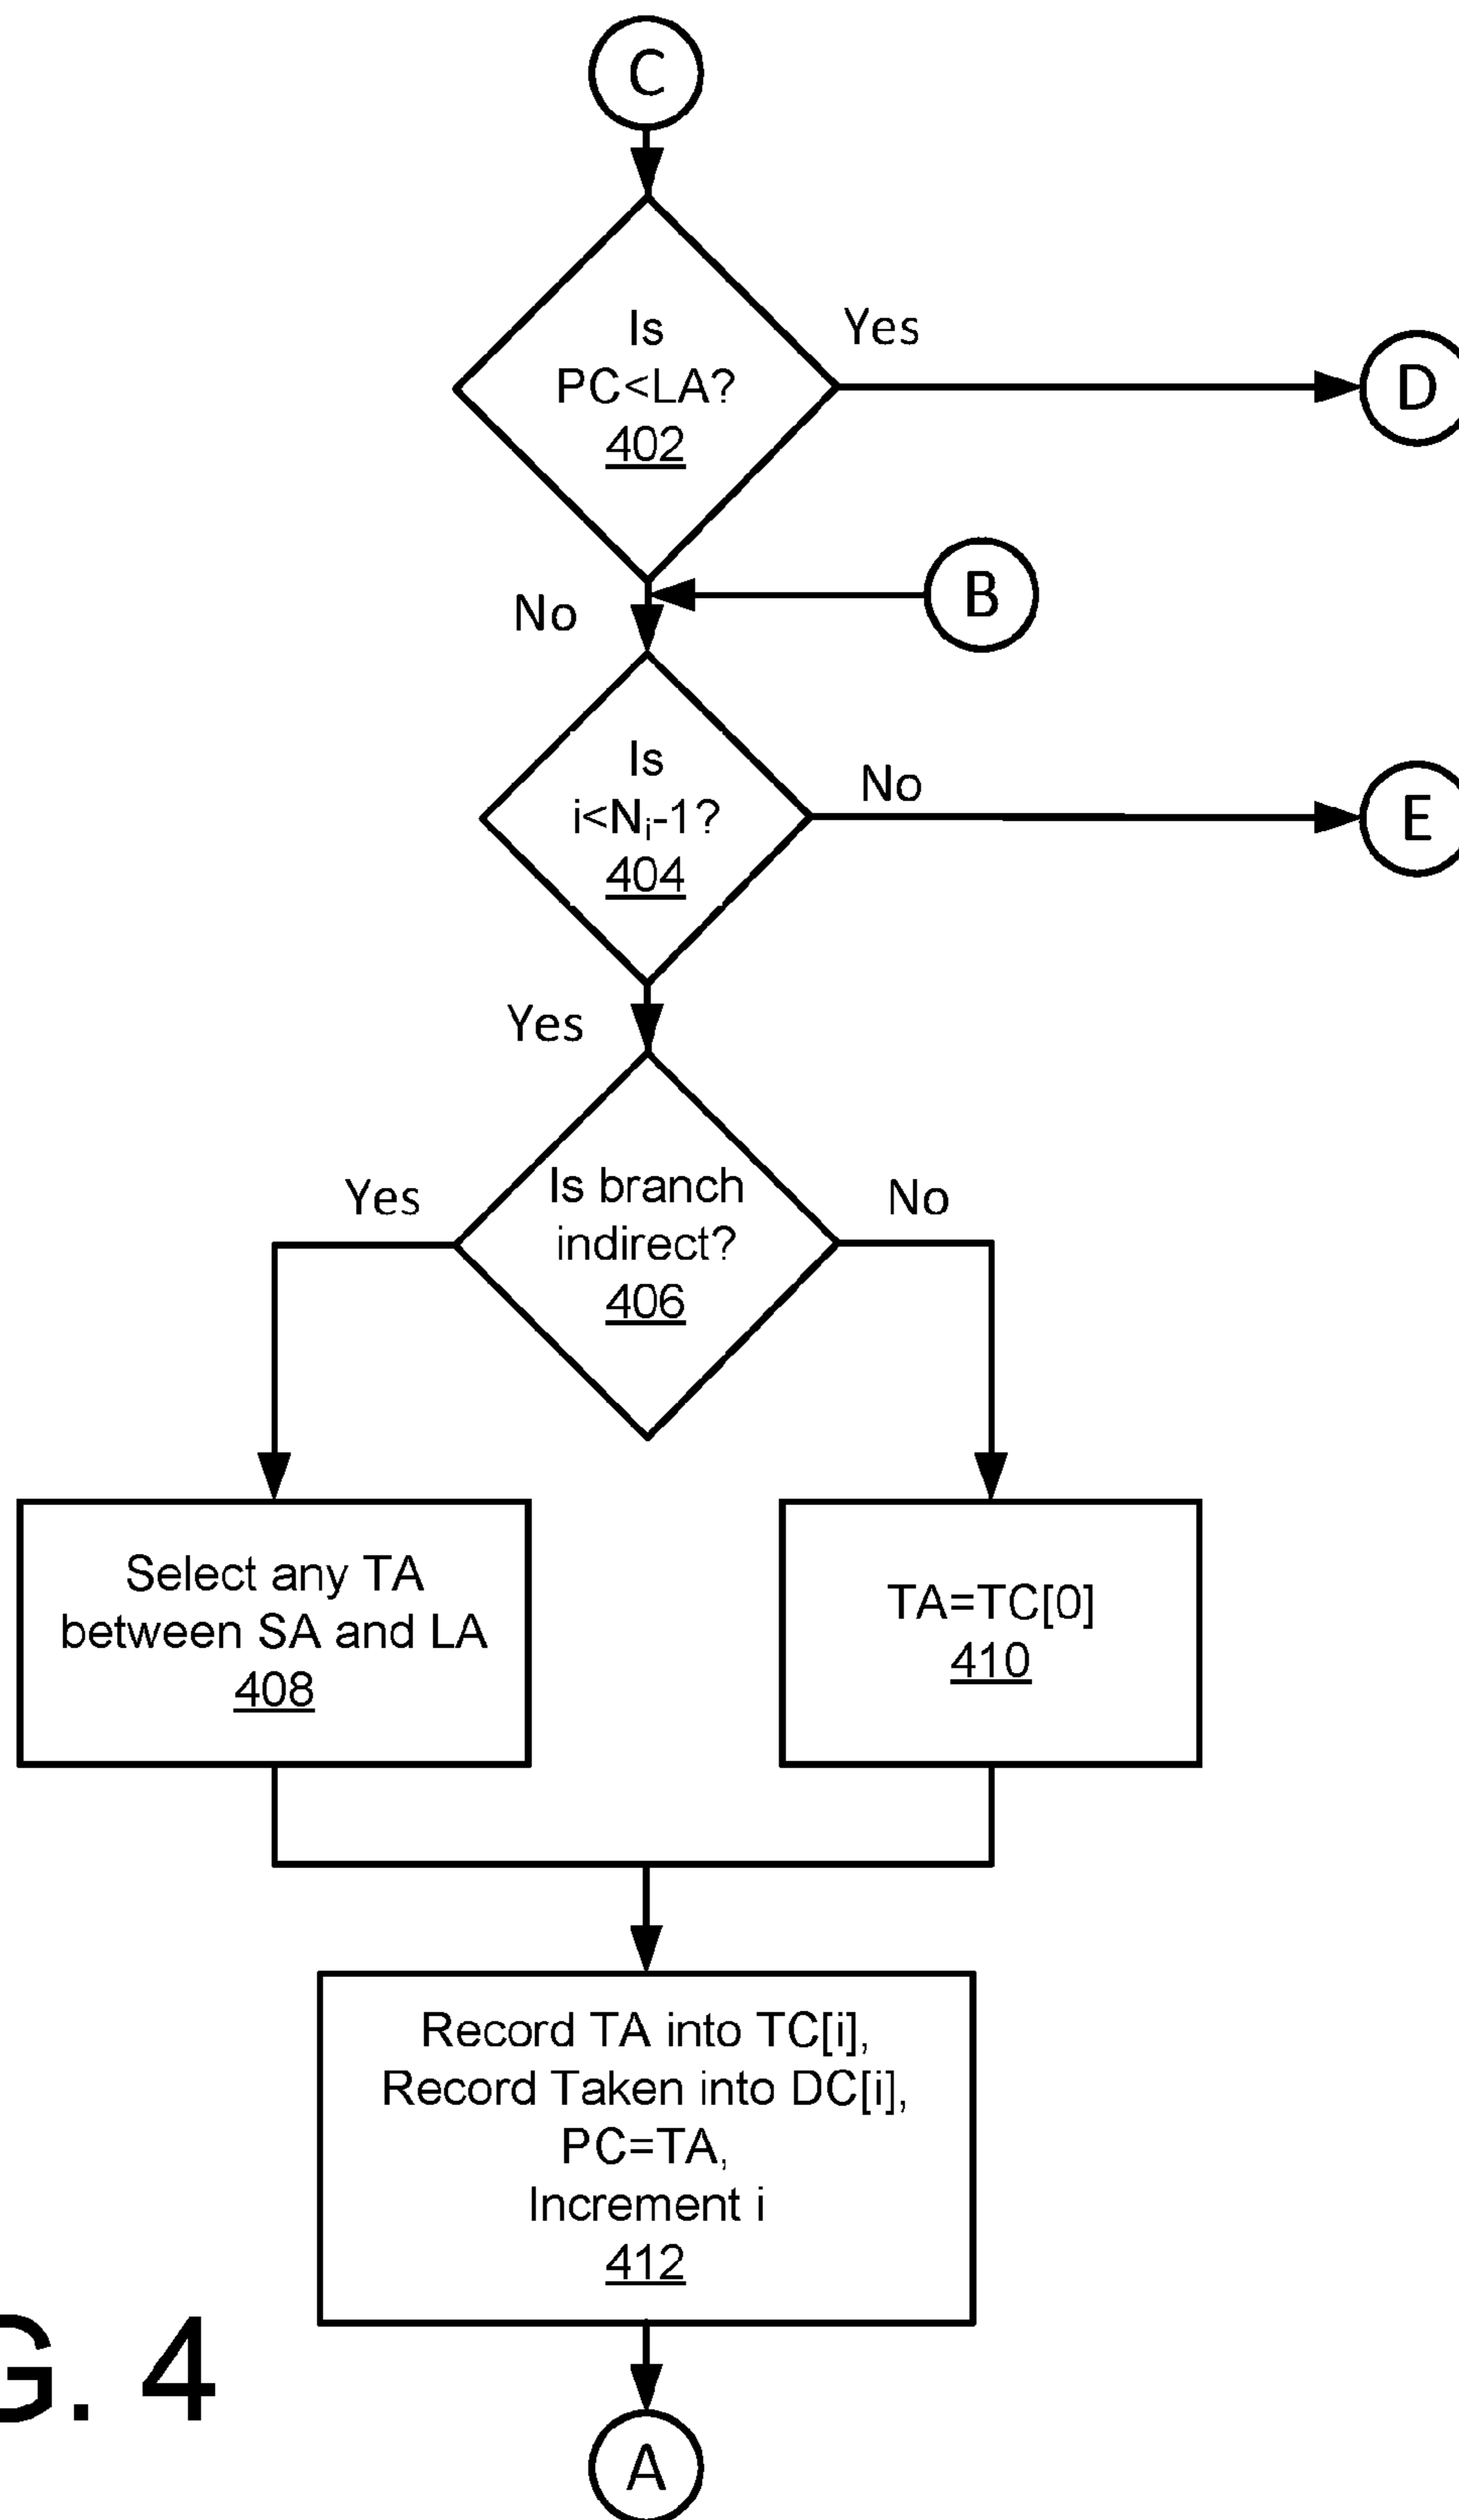 C
Is
PC<LA?
402
Yes
D
B
No
Is
i<Nᵢ-1?
404
No
E
Yes
Is branch
indirect?
406
Yes
No
Select any TA
between SA and LA
408
TA=TC[0]
410
Record TA into TC[i],
Record Taken into DC[i],
PC=TA,
Increment i
412
G. 4
A